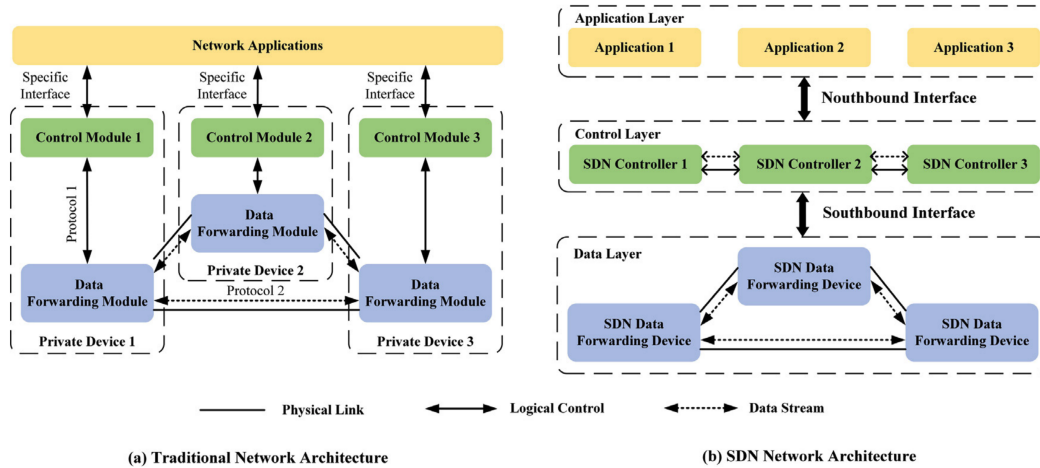 Network Applications
Specific
Interface
Specific
Interface
Specific
Interface
Control Module 1
Control Module 2
Control Module 3
Protocol 1
Data
Forwarding Module
Private Device 2
Data
Forwarding Module
Protocol 2
Data
Forwarding Module
Private Device 1
Private Device 3
Application Layer
Application 1
Application 2
Application 3
Nouthbound Interface
Control Layer
SDN Controller 1
SDN Controller 2
SDN Controller 3
Southbound Interface
Data Layer
SDN Data
Forwarding Device
SDN Data
Forwarding Device
SDN Data
Forwarding Device
Physical Link
Logical Control
Data Stream
(a) Traditional Network Architecture
(b) SDN Network Architecture